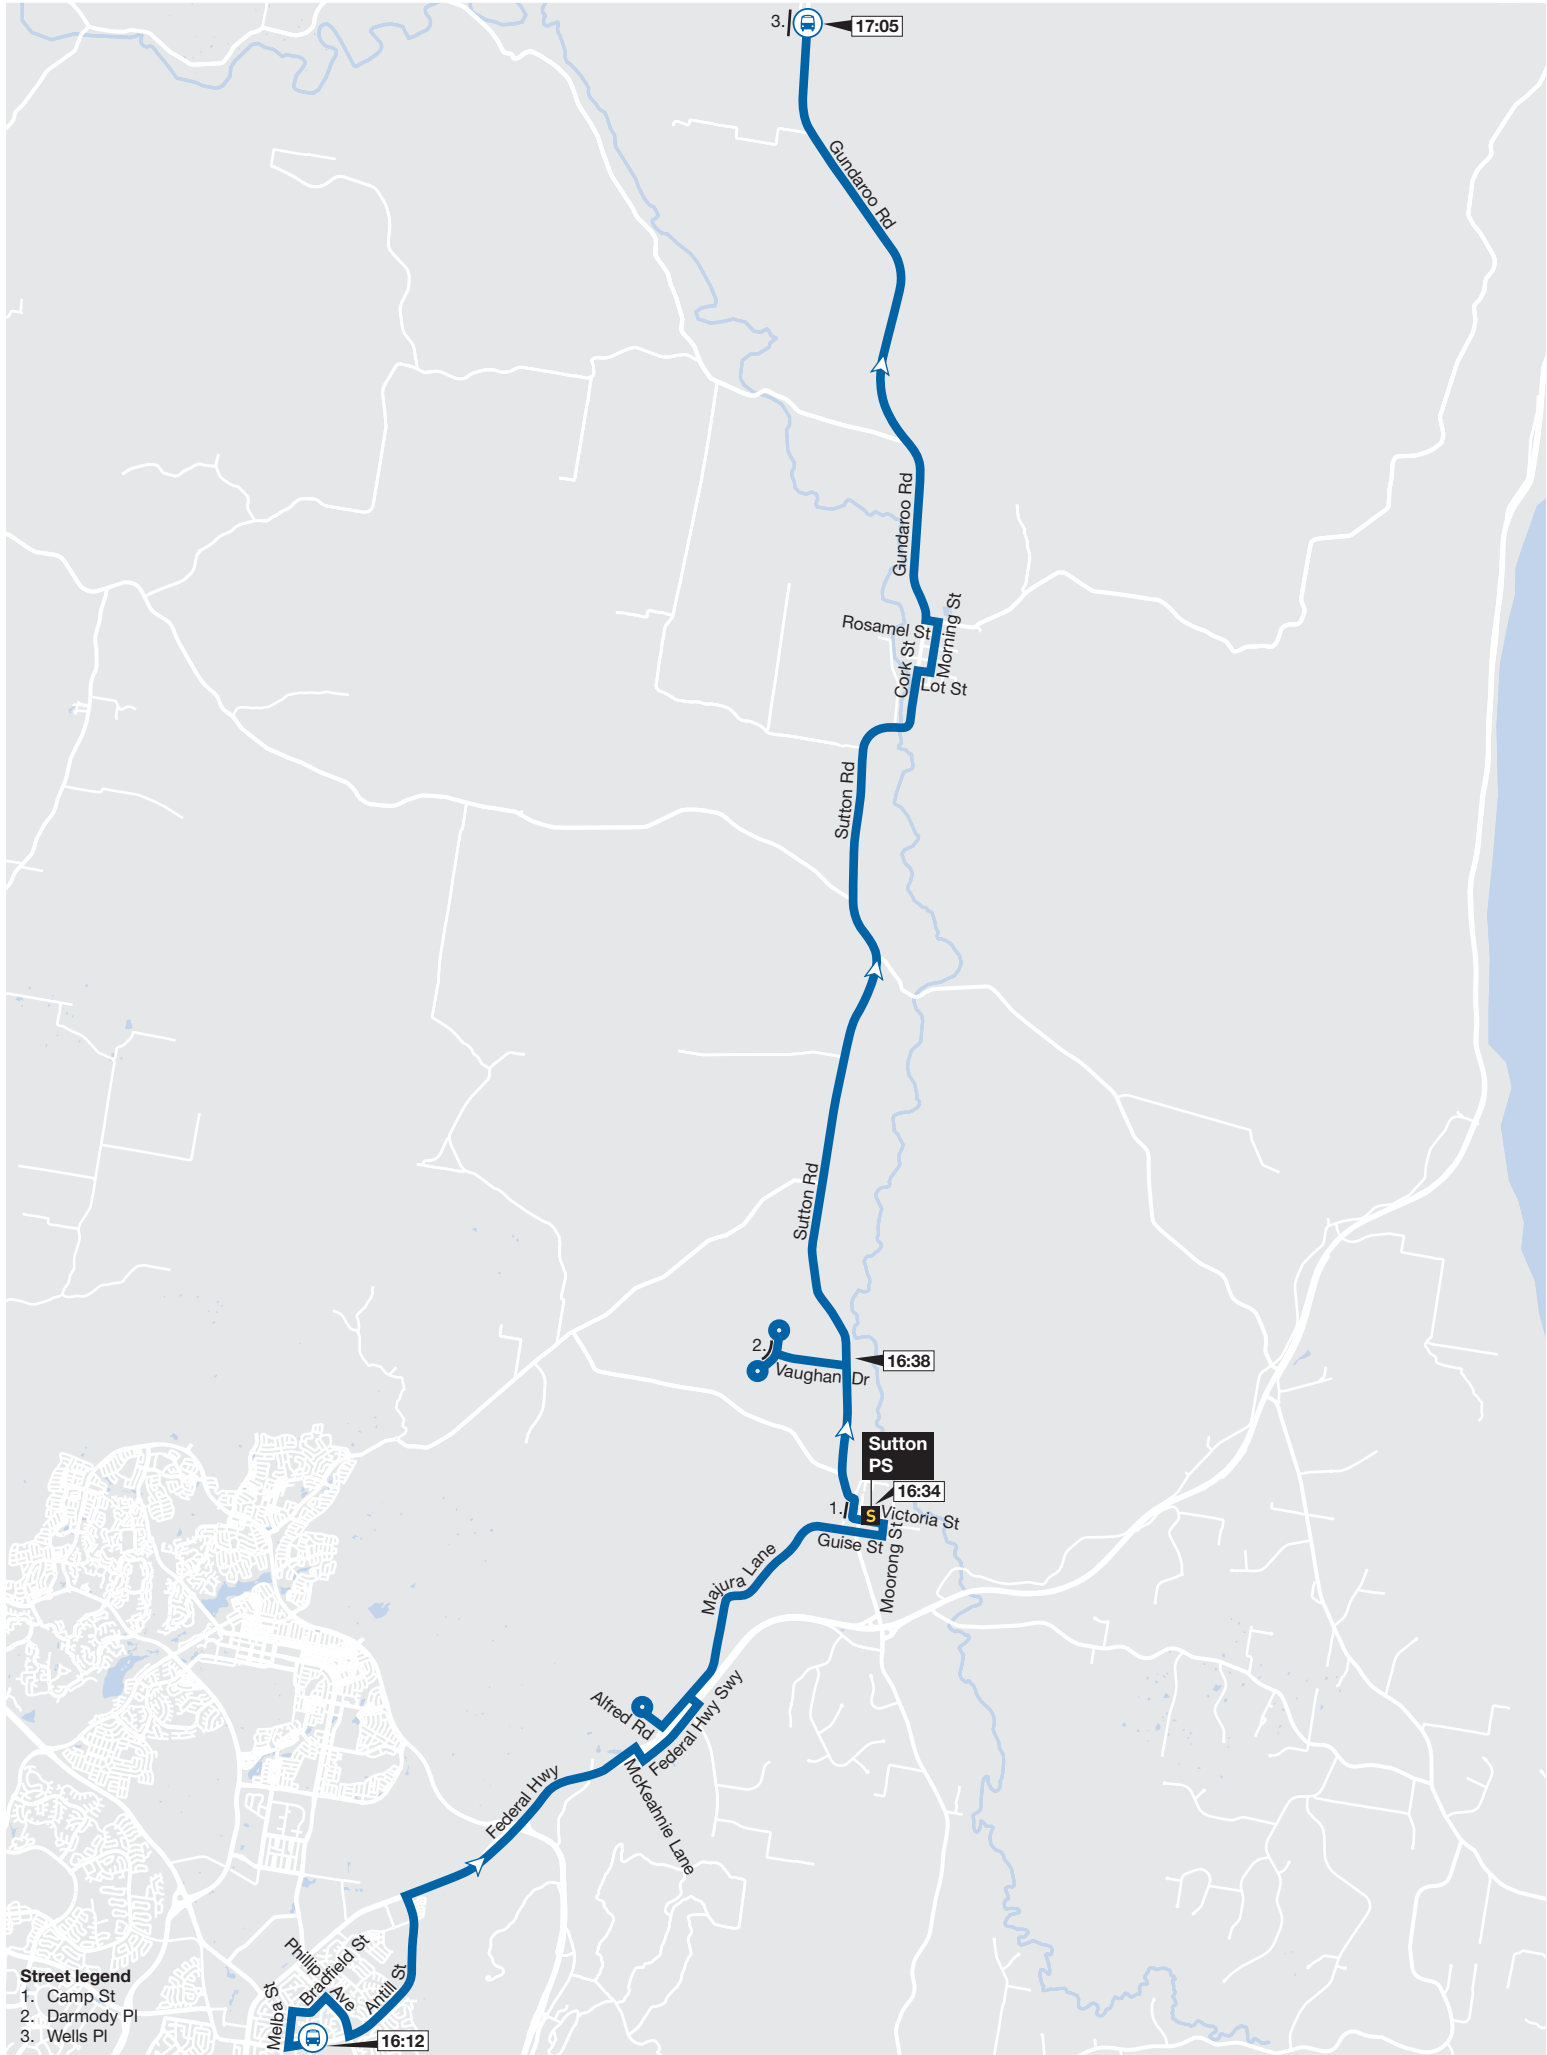 3.
17:05
Gundaroo Rd
Gundaroo Rd
Morning St
Rosamel St
Cork St
Lot St
Sutton Rd
Sutton Rd
2.
16:38
Vaughan Dr
Sutton
PS
16:34
1.
S
Victoria St
Guise St
Moorong St
Majura Lane
Alfred Rd
Federal Hwy Swy
McKeahnie Lane
Federal Hwy
Phillip Ave
Bradfield St
Antill St
Melba St
16:12
Street legend
1. Camp St
2. Darmody Pl
3. Wells Pl